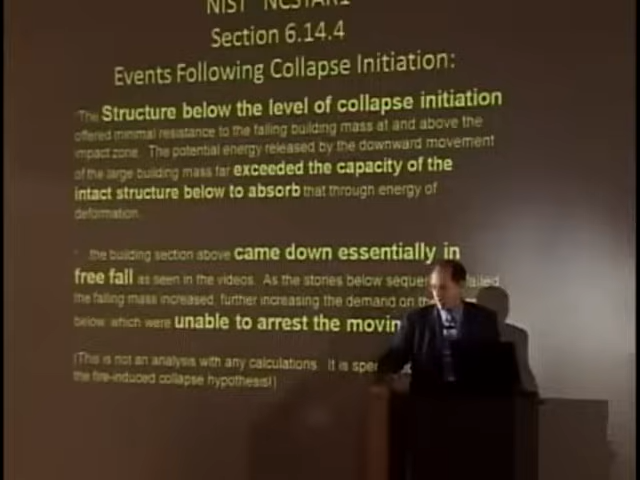 NIST NCSTAR1
Section 6.14.4
Events Following Collapse Initiation:
"The Structure below the level of collapse initiation
offered minimal resistance to the falling building mass at and above the
impact zone. The potential energy released by the downward movement
of the large building mass far exceeded the capacity of the
intact structure below to absorb that through energy of
deformation.
"...the building section above came down essentially in
free fall as seen in the videos. As the stories below failed
the falling mass increased, further increasing the demand on
below, which were unable to arrest the
(This is not an analysis with any calculations. It is
the fire-induced collapse hypothesis!)